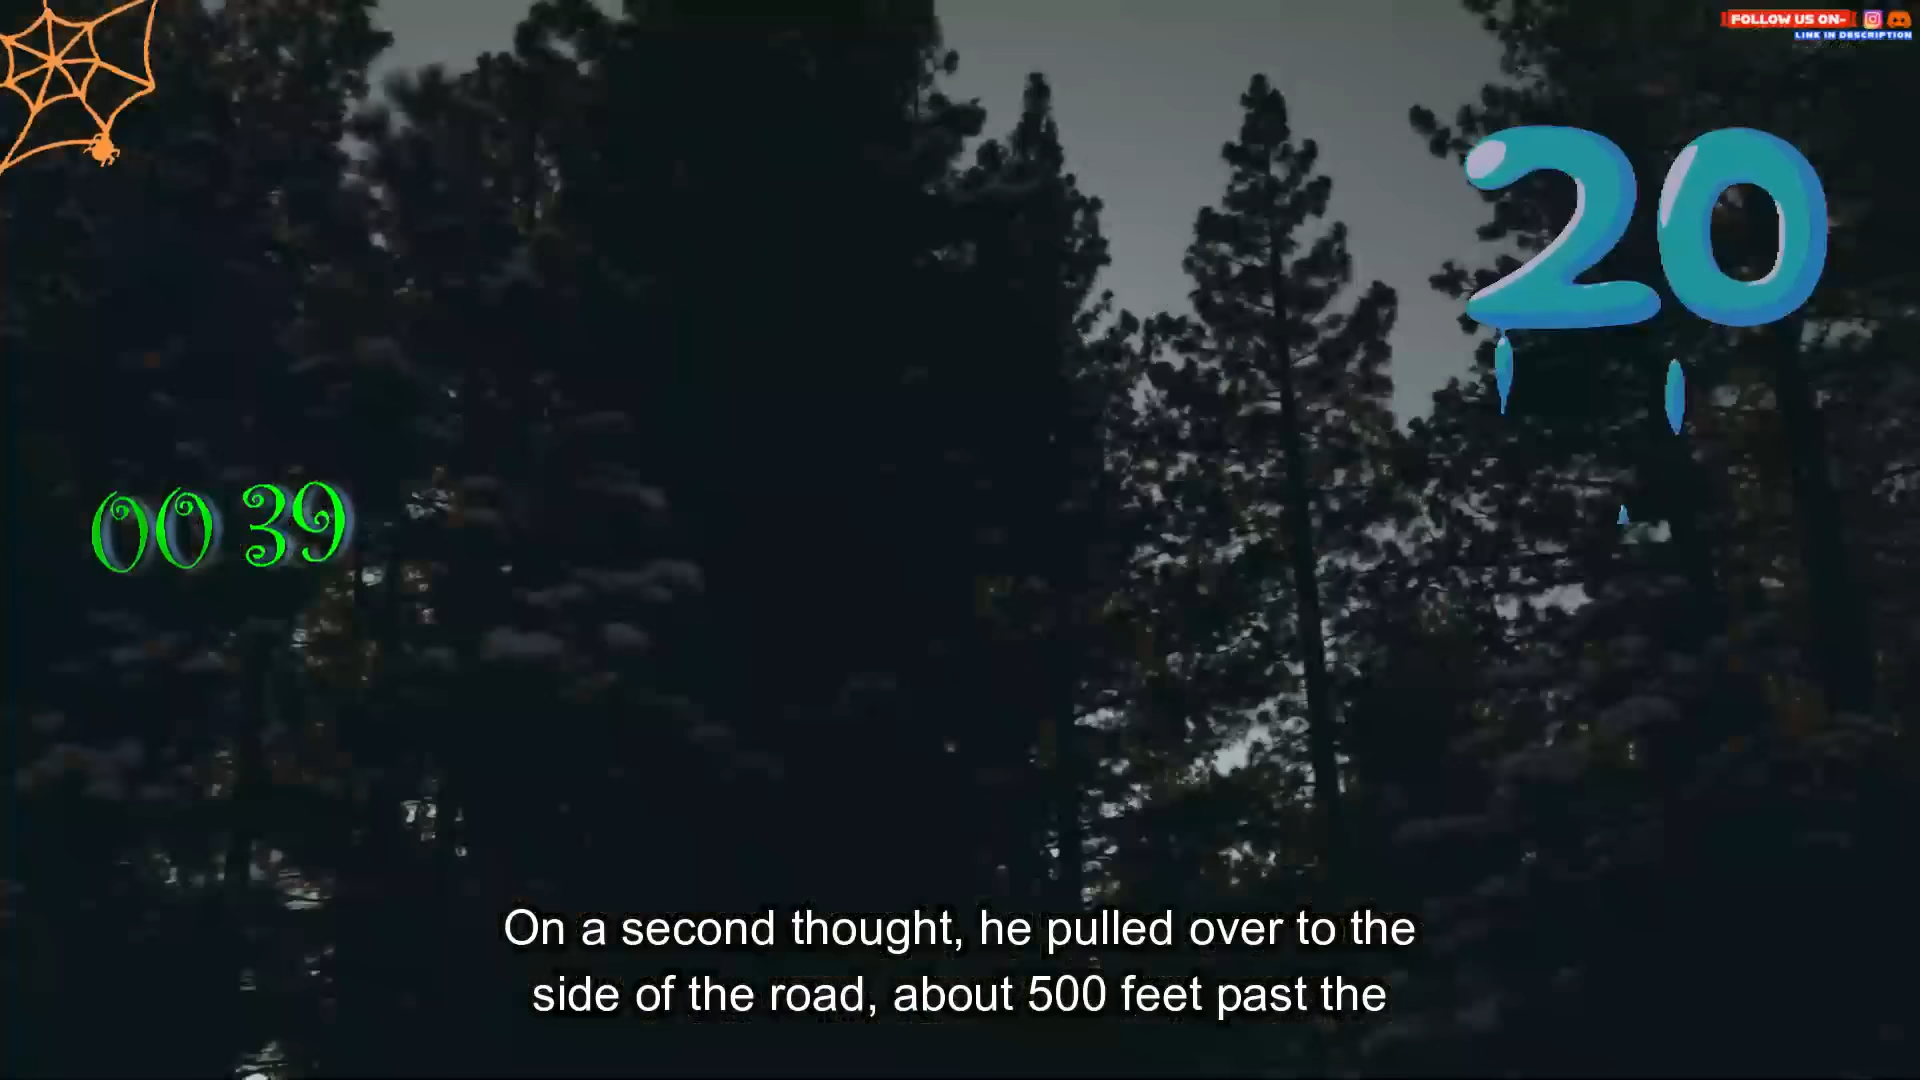 FOLLOW US ON-
LINK IN DESCRIPTION
20
00 39
On a second thought, he pulled over to the
side of the road, about 500 feet past the